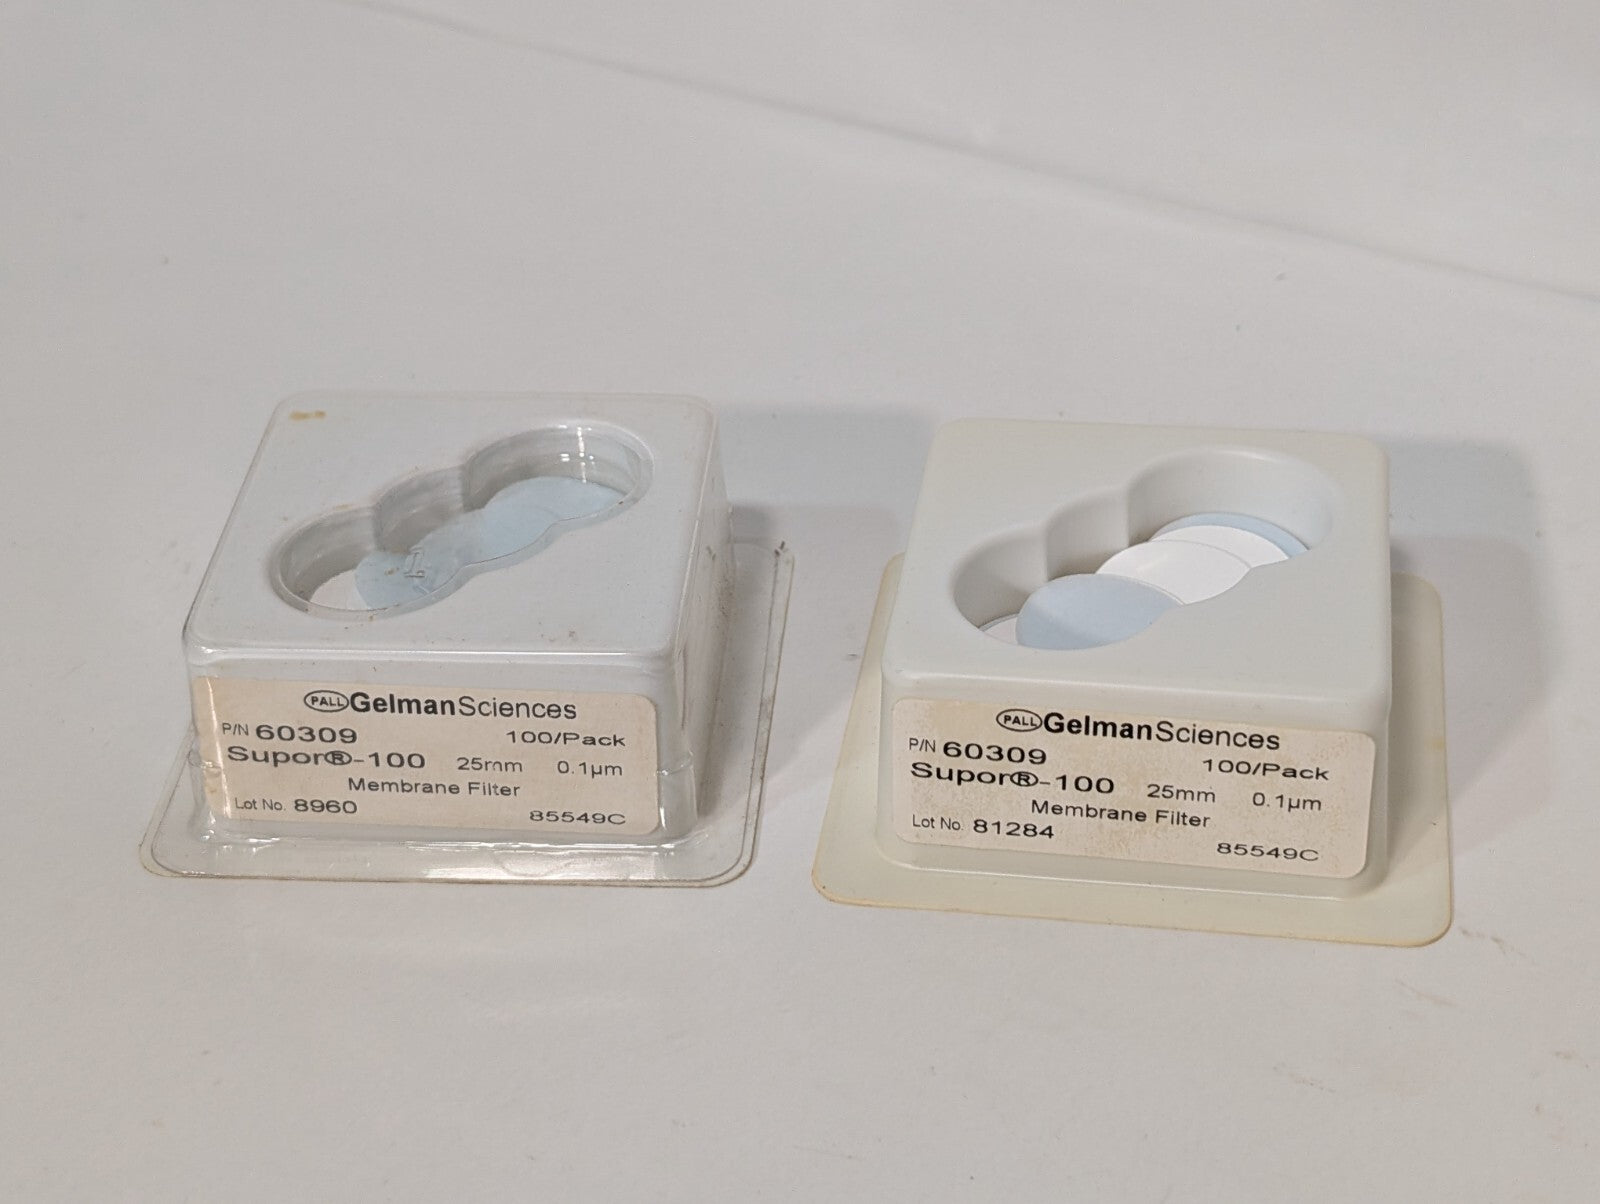 PALL GelmanSciences
P/N 60309 100/Pack
Supor®-100 25mm 0.1µm
Membrane Filter
Lot No. 8960 85549C
PALL GelmanSciences
P/N 60309 100/Pack
Supor®-100 25mm 0.1µm
Membrane Filter
Lot No. 81284 85549C